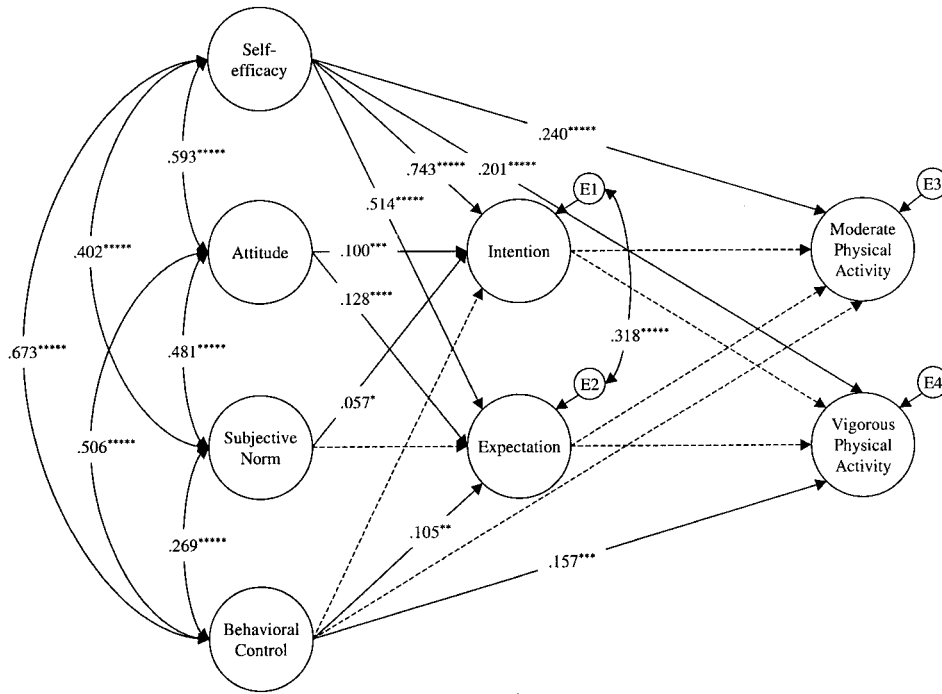 Self-
efficacy
.240*****
.593*****
.743*****
.201*****
E1
E3
.514*****
Moderate
Physical
Activity
.402*****
Attitude
.100***
Intention
.128****
.318*****
.673*****
.481*****
E2
E4
.057*
.506*****
Subjective
Norm
Expectation
Vigorous
Physical
Activity
.105**
.269*****
.157***
Behavioral
Control